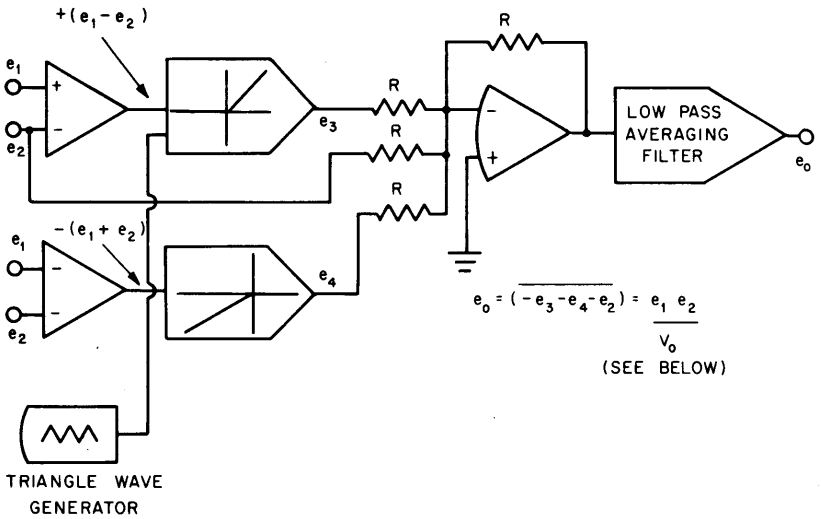 +(e₁−e₂)
R
e₁
+
e₂
−
e₃
R
R
R
−
+
LOW PASS
AVERAGING
FILTER
e₀
−(e₁+e₂)
e₁
−
e₂
−
e₄
e₀ = (−e₃−e₄−e₂) = e₁ e₂
V₀
(SEE BELOW)
TRIANGLE WAVE
GENERATOR